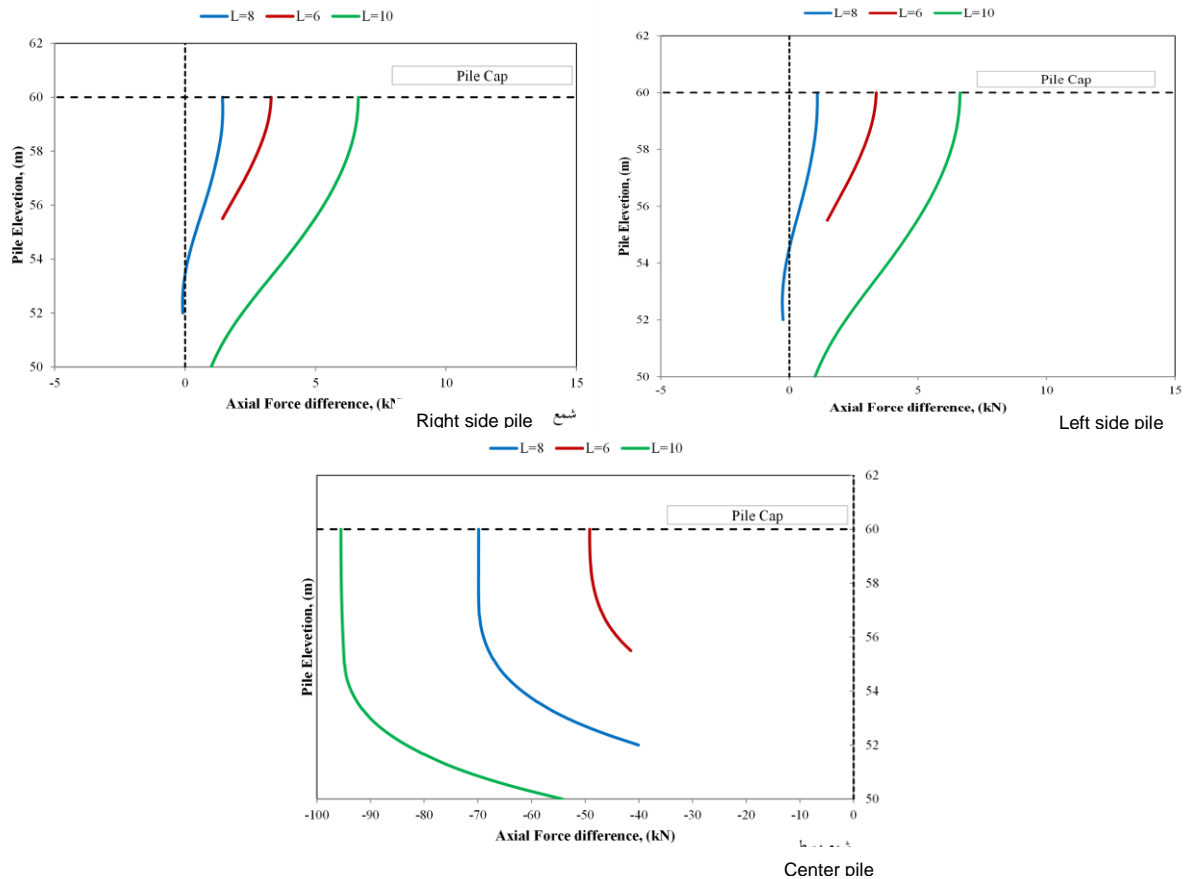 L=8 L=6 L=10
62
60
58
56
54
52
50
Pile Elevetion, (m)
Pile Cap
-5 0 5 10 15
Axial Force difference, (kN
Right side pile
شمع
L=8 L=6 L=10
62
60
58
56
54
52
50
Pile Elevetion, (m)
Pile Cap
-5 0 5 10 15
Axial Force difference, (kN)
Left side pile
L=8 L=6 L=10
Pile Elevetion, (m)
Pile Cap
62
60
58
56
54
52
50
-100 -90 -80 -70 -60 -50 -40 -30 -20 -10 0
Axial Force difference, (kN)
Center pile